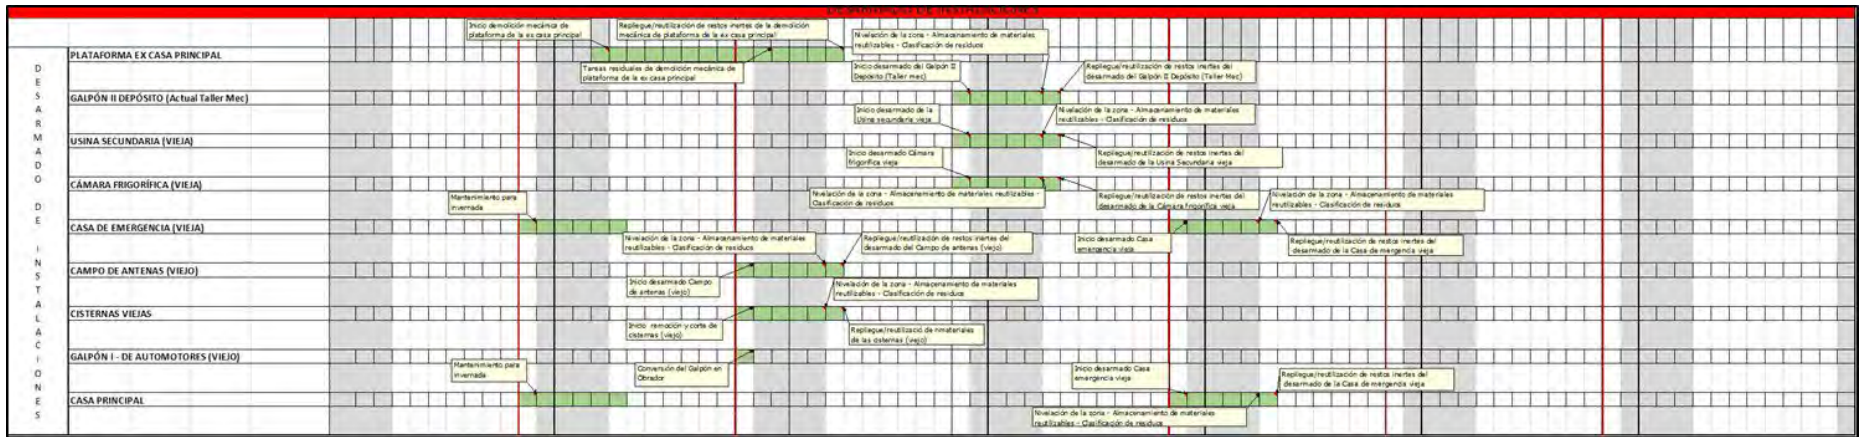 DESARMADO DE INSTALACIONES
Inicio demolición mecánica de
plataforma de la ex casa principal
Repliegue/reutilización de restos inertes de la demolición
mecánica de plataforma de la ex casa principal
Nivelación de la zona - Almacenamiento de materiales
reutilizables - Clasificación de residuos
PLATAFORMA EX CASA PRINCIPAL
Tareas residuales de demolición mecánica de
plataforma de la ex casa principal
Inicio desarmado del Galpón II
Depósito (Taller mec)
Repliegue/reutilización de restos inertes del
desarmado del Galpón II Depósito (Taller Mec)
GALPÓN II DEPÓSITO (Actual Taller Mec)
Inicio desarmado de la
Usina secundaria vieja
Nivelación de la zona - Almacenamiento de materiales
reutilizables - Clasificación de residuos
USINA SECUNDARIA (VIEJA)
Inicio desarmado Cámara
frigorifica vieja
Repliegue/reutilización de restos inertes del
desarmado de la Usina Secundaria vieja
CÁMARA FRIGORÍFICA (VIEJA)
Mantenimiento para
invernada
Nivelación de la zona - Almacenamiento de materiales reutilizables -
Clasificación de residuos
Repliegue/reutilización de restos inertes del
desarmado de la Cámara frigorifica vieja
Nivelación de la zona - Almacenamiento de materiales
reutilizables - Clasificación de residuos
CASA DE EMERGENCIA (VIEJA)
Nivelación de la zona - Almacenamiento de materiales
reutilizables - Clasificación de residuos
Repliegue/reutilización de restos inertes del
desarmado del Campo de antenas (viejo)
Inicio desarmado Casa
emergencia vieja
Repliegue/reutilización de restos inertes del
desarmado de la Casa de mergencia vieja
CAMPO DE ANTENAS (VIEJO)
Inicio desarmado Campo
de antenas (viejo)
Nivelación de la zona - Almacenamiento de materiales
reutilizables - Clasificación de residuos
CISTERNAS VIEJAS
Inicio remoción y corte de
cisternas (viejo)
Repliegue/reutilizació de nmateriales
de las cisternas (viejo)
GALPÓN I - DE AUTOMOTORES (VIEJO)
Mantenimiento para
invernada
Conversión del Galpón en
Obrador
Inicio desarmado Casa
emergencia vieja
Repliegue/reutilización de restos inertes del
desarmado de la Casa de mergencia vieja
CASA PRINCIPAL
Nivelación de la zona - Almacenamiento de materiales
reutilizables - Clasificación de residuos
DESARMADO DE INSTALACIONES